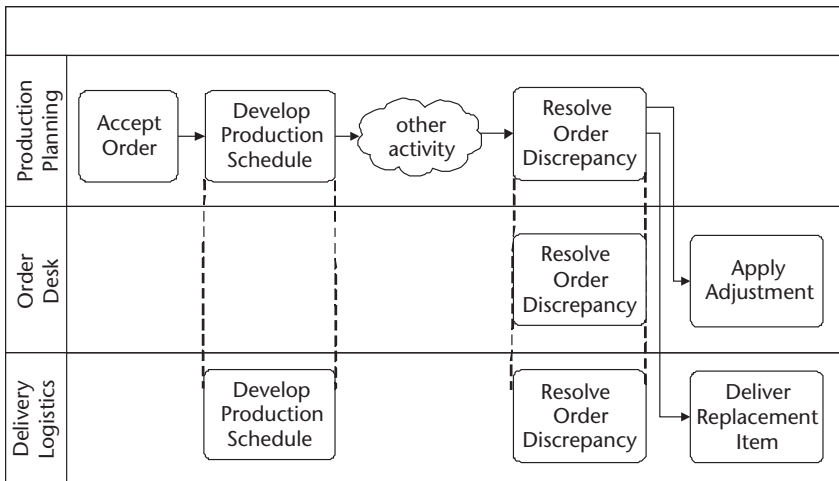 Production
Planning
Accept
Order
Develop
Production
Schedule
other
activity
Resolve
Order
Discrepancy
Order
Desk
Resolve
Order
Discrepancy
Apply
Adjustment
Delivery
Logistics
Develop
Production
Schedule
Resolve
Order
Discrepancy
Deliver
Replacement
Item